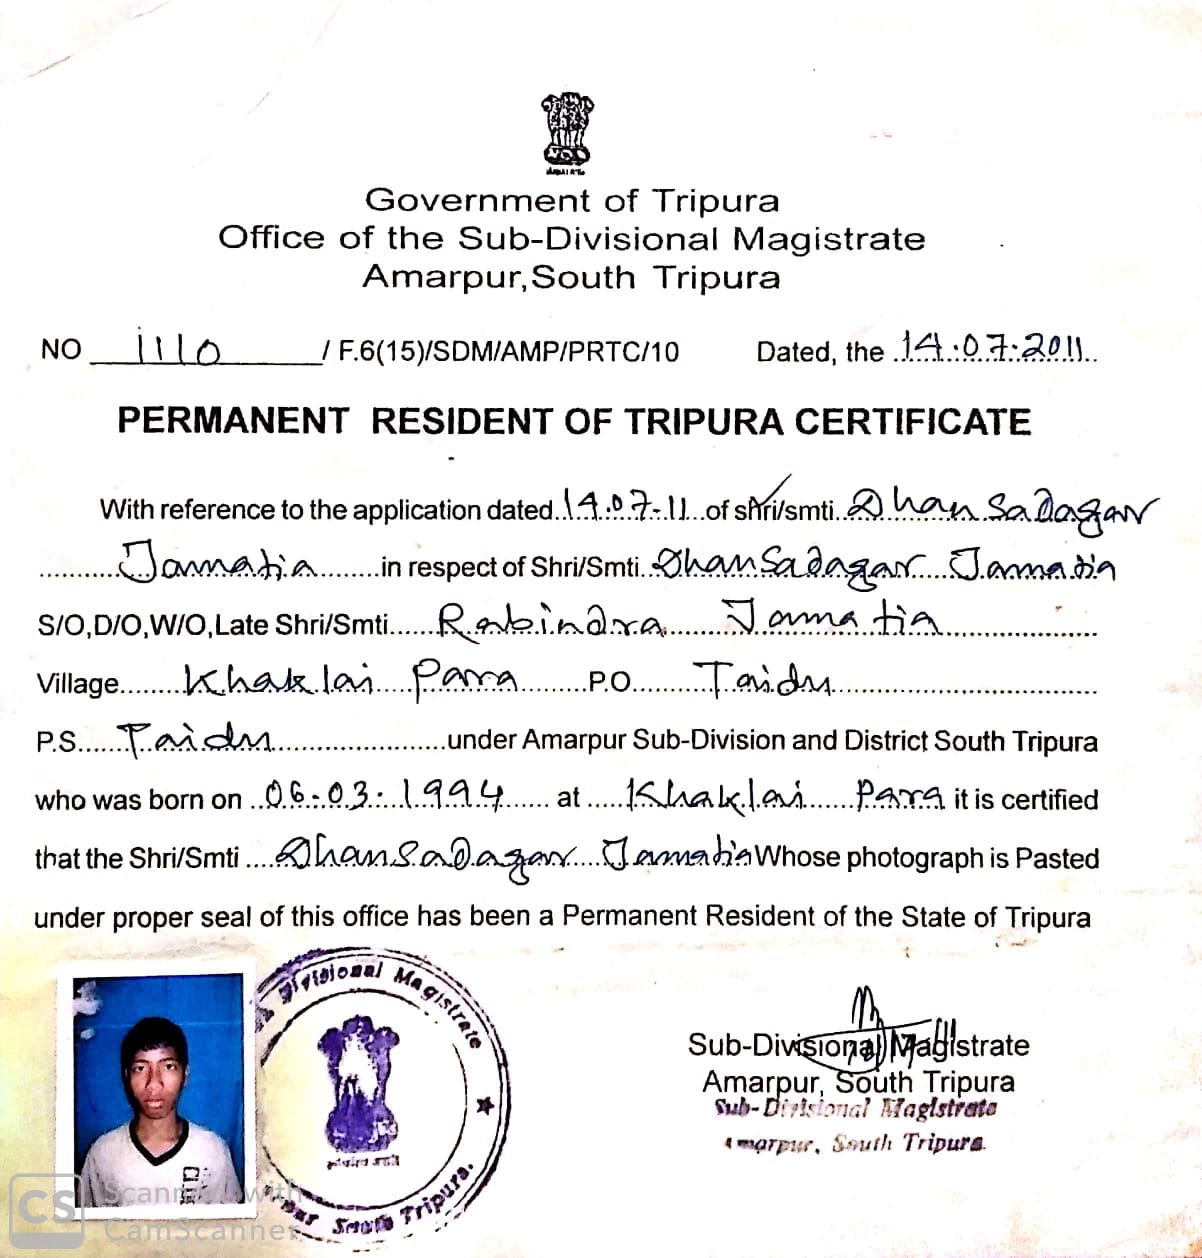 Government of Tripura
Office of the Sub-Divisional Magistrate
Amarpur,South Tripura
NO 1110 / F.6(15)/SDM/AMP/PRTC/10 Dated, the 14.07.2011
PERMANENT RESIDENT OF TRIPURA CERTIFICATE
With reference to the application dated 14.07-11 of shri/smti Dhansadagar
Jamatia in respect of Shri/Smti Dhansadagar Jamatia
S/O,D/O,W/O,Late Shri/Smti Rabindra Jamatia
Village Khaklai Para P.O Taidu
P.S Taidu under Amarpur Sub-Division and District South Tripura
who was born on 06-03-1994 at Khaklai Para it is certified
that the Shri/Smti Dhansadagar Jamatia Whose photograph is Pasted
under proper seal of this office has been a Permanent Resident of the State of Tripura
Divisional Magistrate
South Tripura.
Sub-Divisional Magistrate
Amarpur, South Tripura
Sub-Divisional Magistrate
Amarpur, South Tripura
CS Scanned with
CamScanner